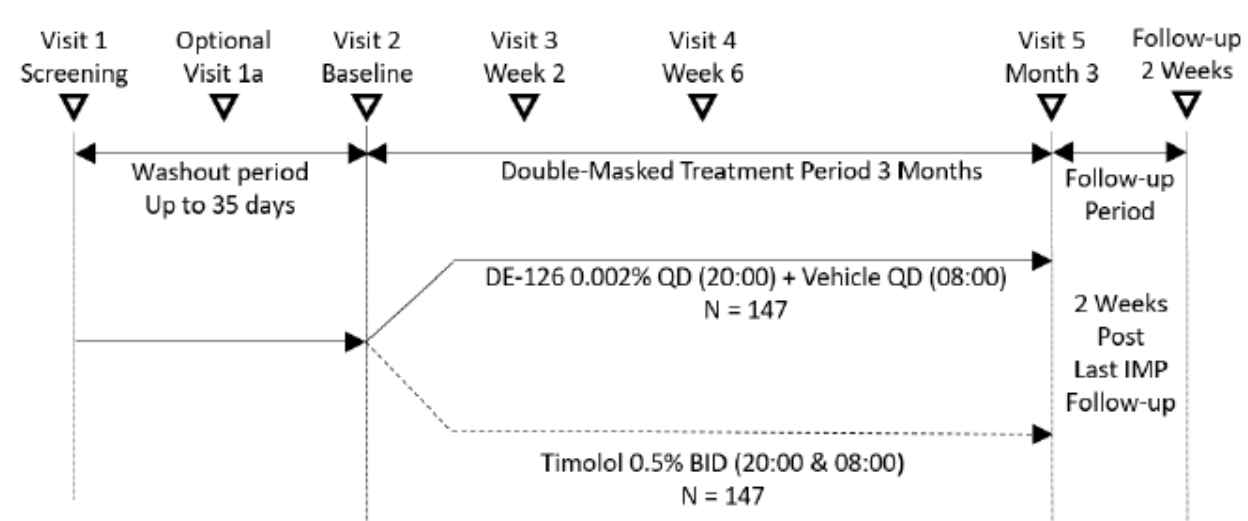 Visit 1
Screening
Optional
Visit 1a
Visit 2
Baseline
Visit 3
Week 2
Visit 4
Week 6
Visit 5
Month 3
Follow-up
2 Weeks
Washout period
Up to 35 days
Double-Masked Treatment Period 3 Months
Follow-up
Period
DE-126 0.002% QD (20:00) + Vehicle QD (08:00)
N = 147
2 Weeks
Post
Last IMP
Follow-up
Timolol 0.5% BID (20:00 & 08:00)
N = 147